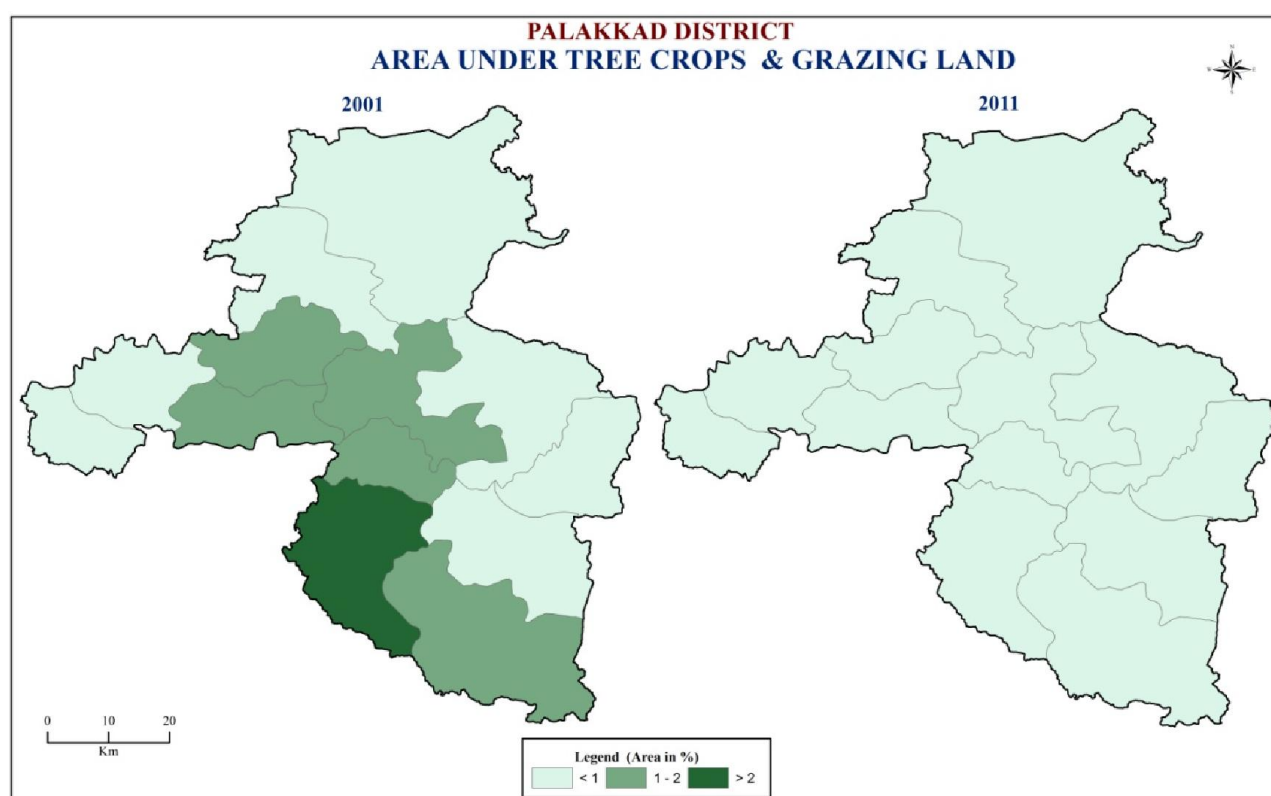 PALAKKAD DISTRICT
AREA UNDER TREE CROPS & GRAZING LAND
N
W E
S
2001
2011
0 10 20
Km
Legend (Area in %)
< 1 1 - 2 > 2